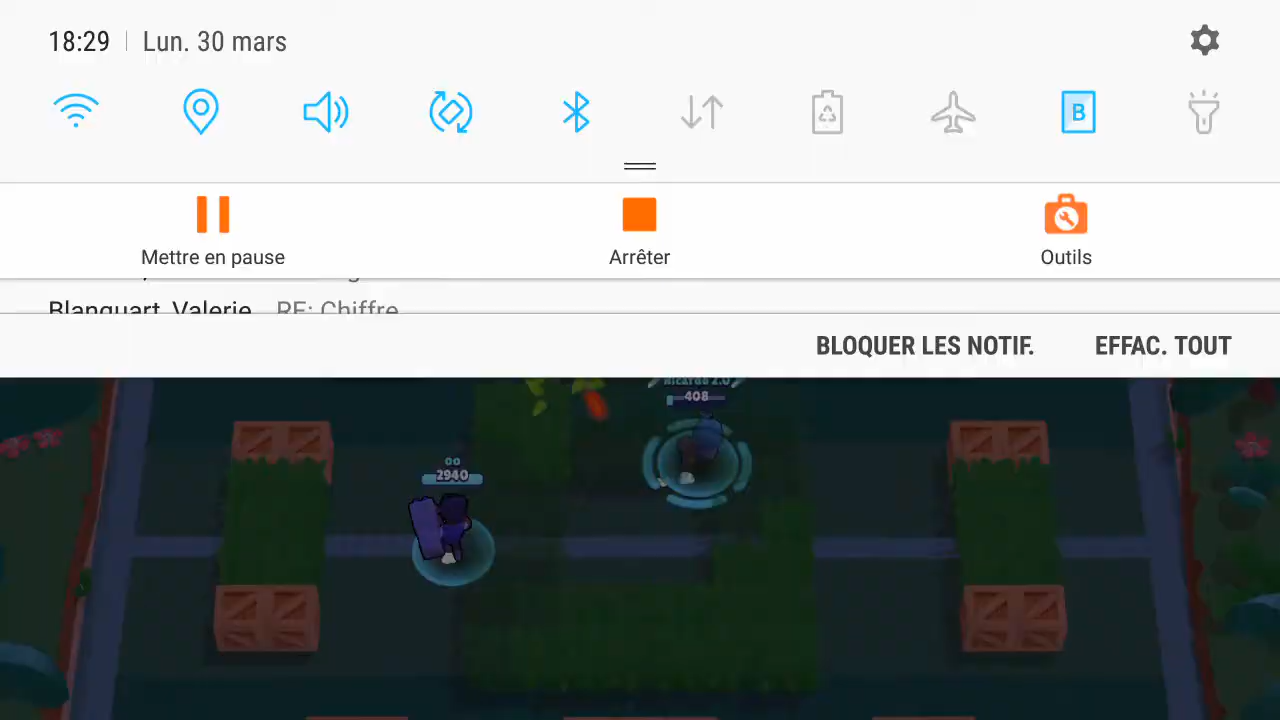 18:29 Lun. 30 mars
B
Mettre en pause
Arrêter
Outils
Blanquart, Valerie RE: Chiffre
BLOQUER LES NOTIF.
EFFAC. TOUT
408
2940